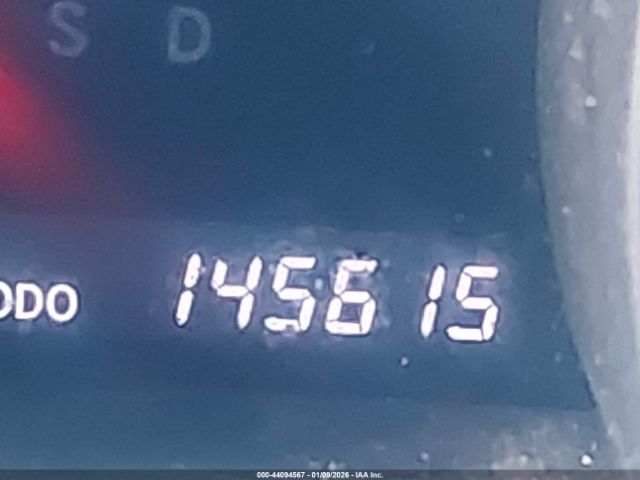 S D
ODO 145615
000-44094567 - 01/09/2026 - IAA Inc.